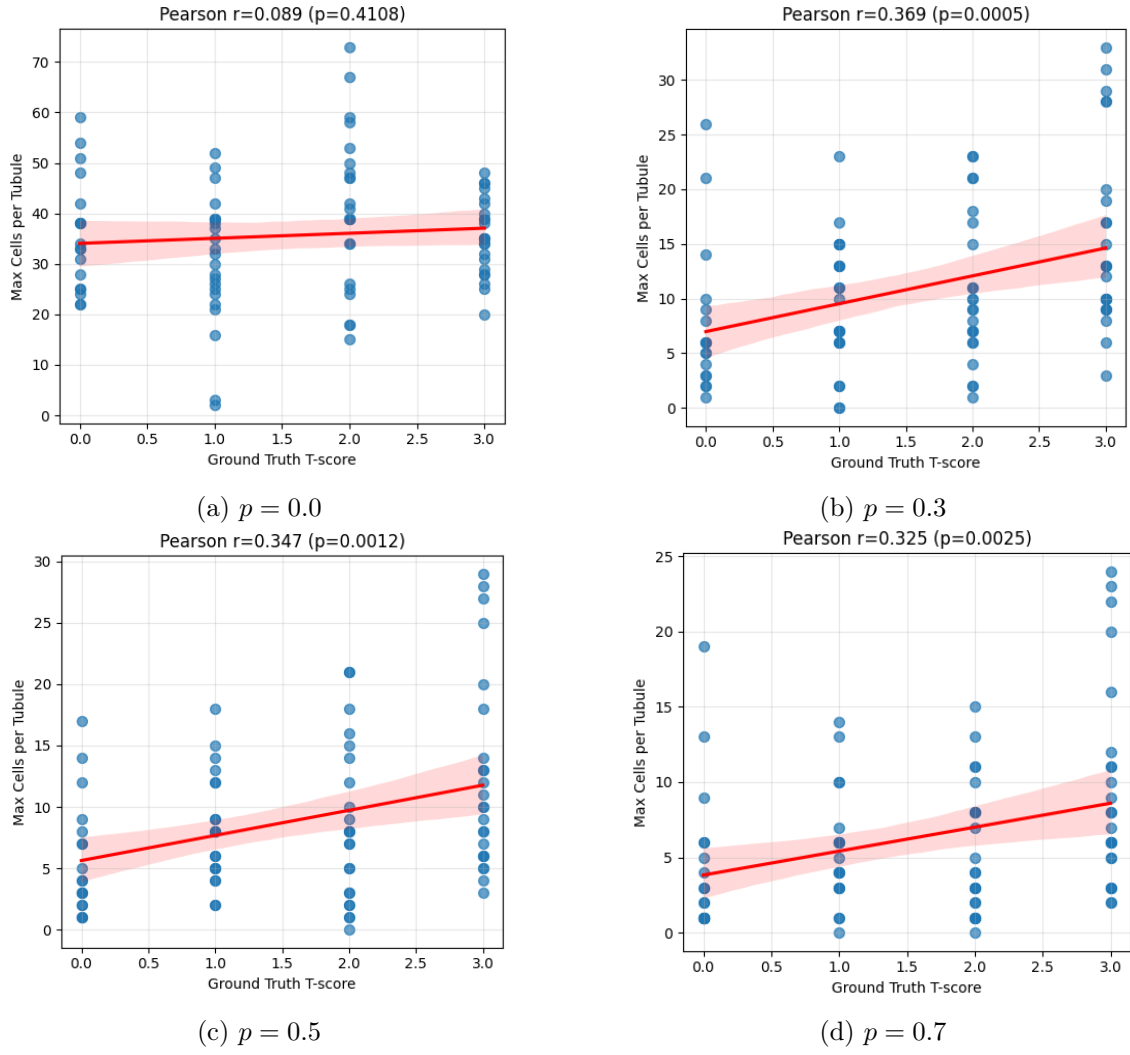 Pearson r=0.089 (p=0.4108)
Max Cells per Tubule
70
60
50
40
30
20
10
0
0.0 0.5 1.0 1.5 2.0 2.5 3.0
Ground Truth T-score
(a) p = 0.0
Pearson r=0.369 (p=0.0005)
Max Cells per Tubule
30
25
20
15
10
5
0
0.0 0.5 1.0 1.5 2.0 2.5 3.0
Ground Truth T-score
(b) p = 0.3
Pearson r=0.347 (p=0.0012)
Max Cells per Tubule
30
25
20
15
10
5
0
0.0 0.5 1.0 1.5 2.0 2.5 3.0
Ground Truth T-score
(c) p = 0.5
Pearson r=0.325 (p=0.0025)
Max Cells per Tubule
25
20
15
10
5
0
0.0 0.5 1.0 1.5 2.0 2.5 3.0
Ground Truth T-score
(d) p = 0.7